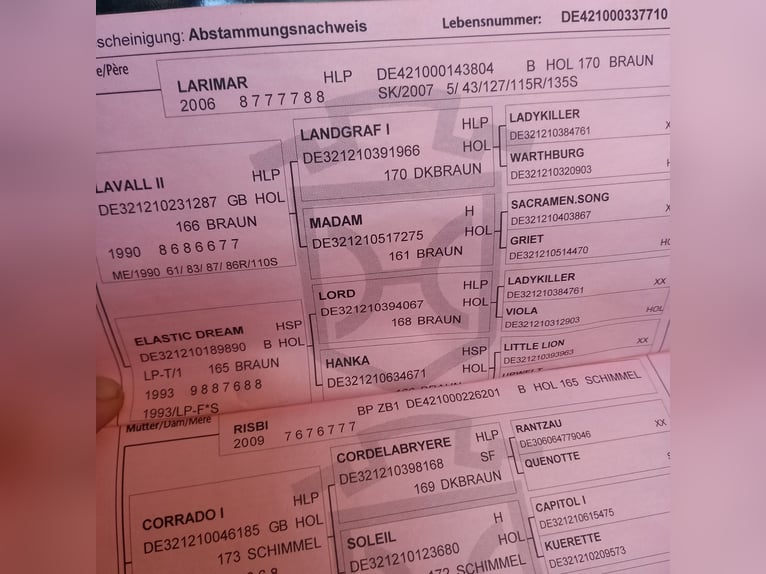 scheinigung: Abstammungsnachweis Lebensnummer: DE421000337710
e/Père
LARIMAR HLP DE421000143804 B HOL 170 BRAUN
2006 8777788 SK/2007 5/ 43/127/115R/135S
LAVALL II HLP
DE321210231287 GB HOL
166 BRAUN
1990 8686677
ME/1990 61/ 83/ 87/ 86R/110S
LANDGRAF I HLP
DE321210391966 HOL
170 DKBRAUN
LADYKILLER X
DE321210384761
WARTHBURG H
DE321210320903
MADAM H
DE321210517275 HOL
161 BRAUN
SACRAMEN.SONG X
DE321210403867
GRIET HO
DE321210514470
ELASTIC DREAM HSP
DE321210189890 B HOL
LP-T/1 165 BRAUN
1993 9887688
1993/LP-F*S
LORD HLP
DE321210394067 HOL
168 BRAUN
LADYKILLER XX
DE321210384761
VIOLA HOL
DE321210312903
HANKA HSP
DE321210634671 HOL
LITTLE LION XX
DE321210393963
Mutter/Dam/Mère
RISBI BP ZB1 DE421000226201 B HOL 165 SCHIMMEL
2009 7676777
CORRADO I HLP
DE321210046185 GB HOL
173 SCHIMMEL
CORDELABRYERE HLP
DE321210398168 SF
169 DKBRAUN
RANTZAU XX
DE306064779046
QUENOTTE
SOLEIL H
DE321210123680 HOL
172 SCHIMMEL
CAPITOL I
DE321210615475
KUERETTE
DE321210209573